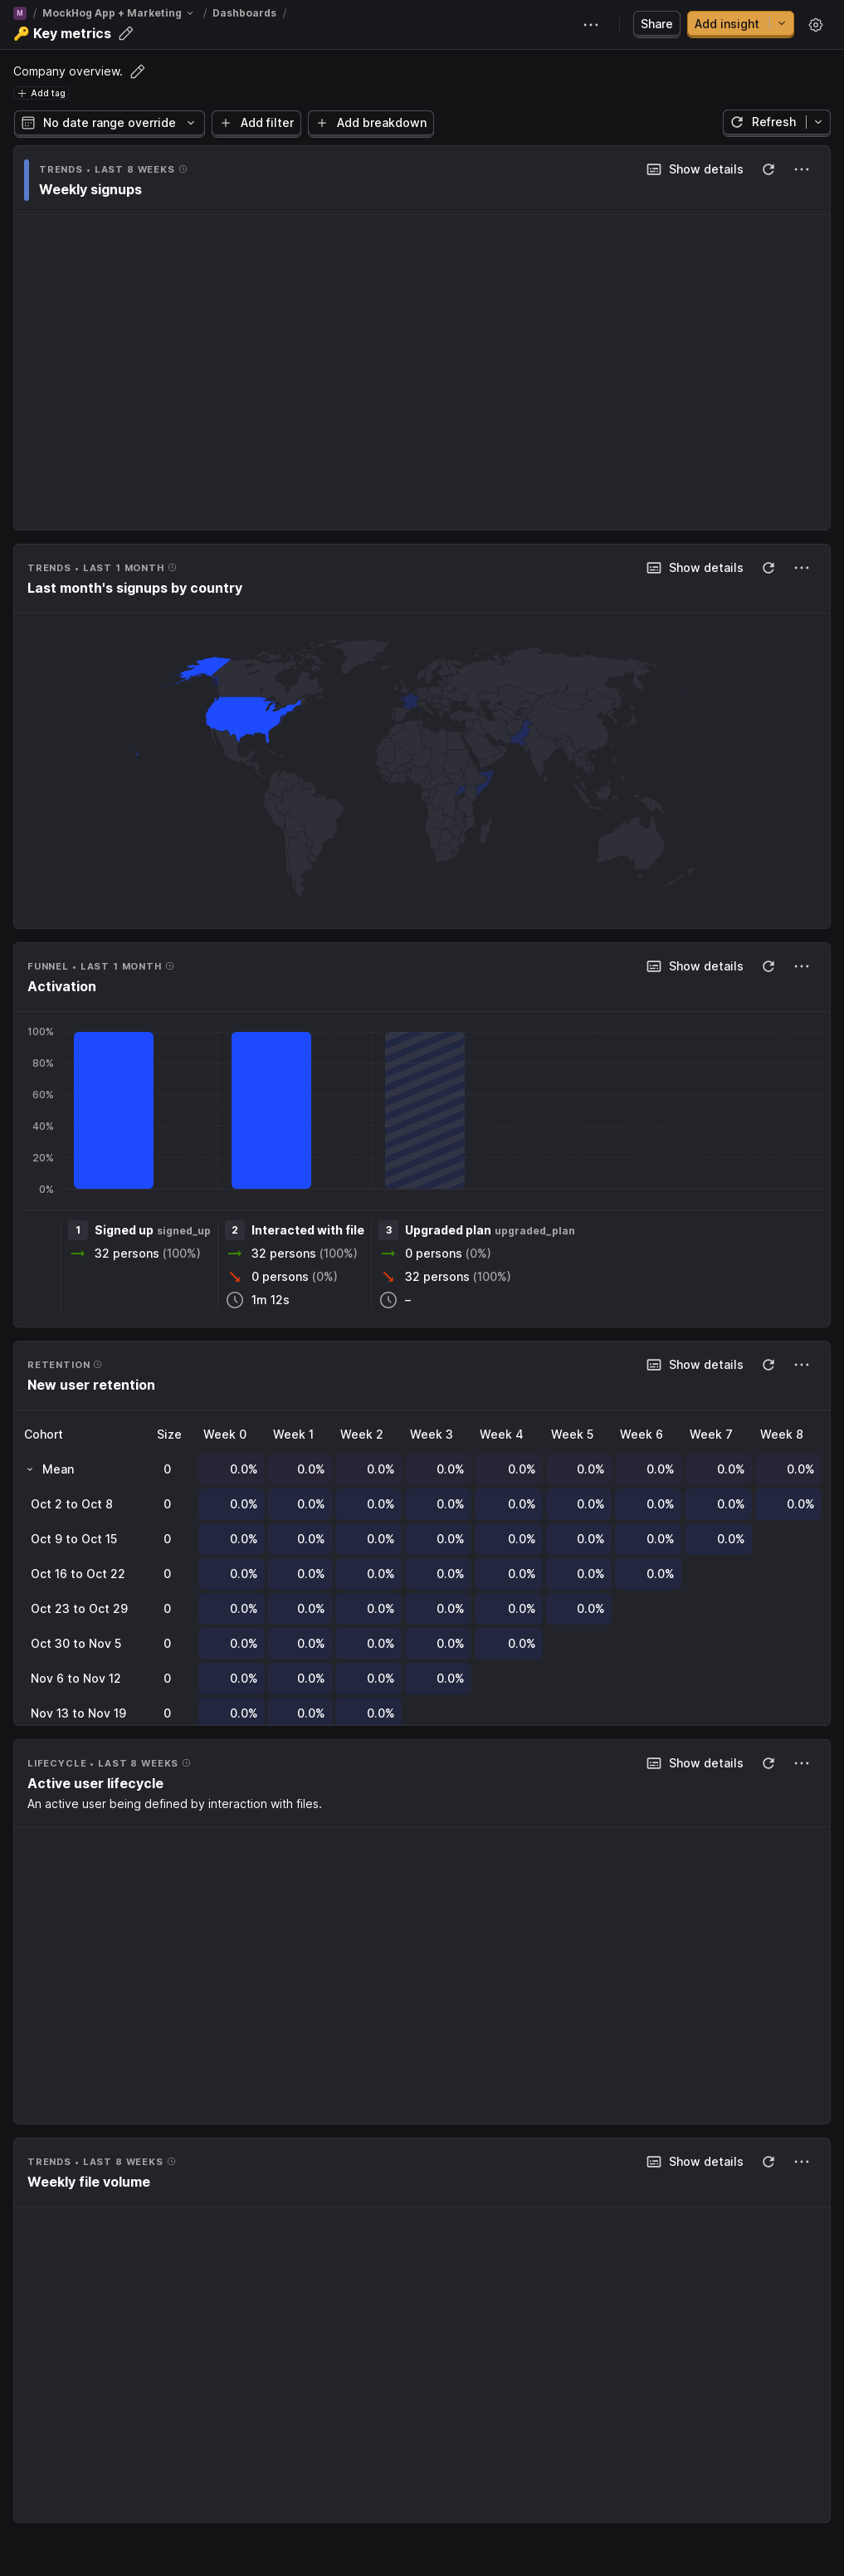 M / MockHog App + Marketing / Dashboards /
🔑 Key metrics
Share
Add insight
Company overview.
Add tag
No date range override
Add filter
Add breakdown
Refresh
TRENDS • LAST 8 WEEKS
Show details
Weekly signups
TRENDS • LAST 1 MONTH
Show details
Last month's signups by country
FUNNEL • LAST 1 MONTH
Show details
Activation
100%
80%
60%
40%
20%
0%
1 Signed up signed_up
32 persons (100%)
2 Interacted with file
32 persons (100%)
0 persons (0%)
1m 12s
3 Upgraded plan upgraded_plan
0 persons (0%)
32 persons (100%)
–
RETENTION
Show details
New user retention
Cohort Size Week 0 Week 1 Week 2 Week 3 Week 4 Week 5 Week 6 Week 7 Week 8
Mean 0 0.0% 0.0% 0.0% 0.0% 0.0% 0.0% 0.0% 0.0% 0.0%
Oct 2 to Oct 8 0 0.0% 0.0% 0.0% 0.0% 0.0% 0.0% 0.0% 0.0% 0.0%
Oct 9 to Oct 15 0 0.0% 0.0% 0.0% 0.0% 0.0% 0.0% 0.0% 0.0%
Oct 16 to Oct 22 0 0.0% 0.0% 0.0% 0.0% 0.0% 0.0% 0.0%
Oct 23 to Oct 29 0 0.0% 0.0% 0.0% 0.0% 0.0% 0.0%
Oct 30 to Nov 5 0 0.0% 0.0% 0.0% 0.0% 0.0%
Nov 6 to Nov 12 0 0.0% 0.0% 0.0% 0.0%
Nov 13 to Nov 19 0 0.0% 0.0% 0.0%
LIFECYCLE • LAST 8 WEEKS
Show details
Active user lifecycle
An active user being defined by interaction with files.
TRENDS • LAST 8 WEEKS
Show details
Weekly file volume